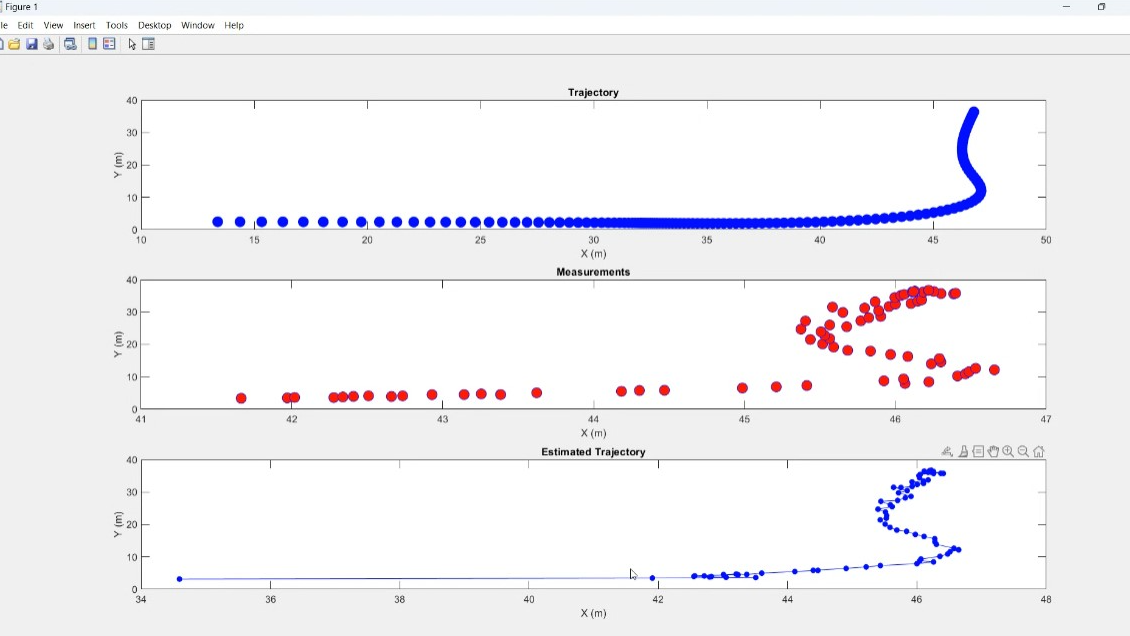 Figure 1
le Edit View Insert Tools Desktop Window Help
Trajectory
40
30
20
10
0
Y (m)
10 15 20 25 30 35 40 45 50
X (m)
Measurements
40
30
20
10
0
Y (m)
41 42 43 44 45 46 47
X (m)
Estimated Trajectory
40
30
20
10
0
Y (m)
34 36 38 40 42 44 46 48
X (m)